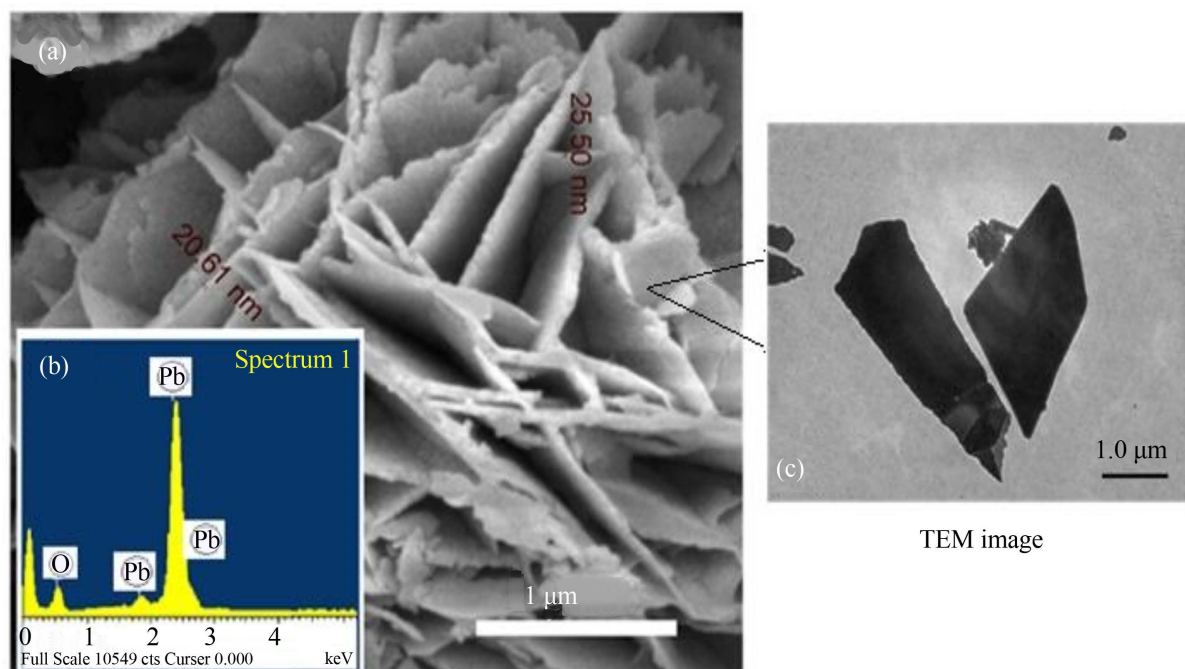 (a)
25.50 nm
20.61 nm
1 μm
(b)
Spectrum 1
Pb
Pb
O
Pb
0 1 2 3 4
Full Scale 10549 cts Curser 0.000 keV
(c)
1.0 μm
TEM image